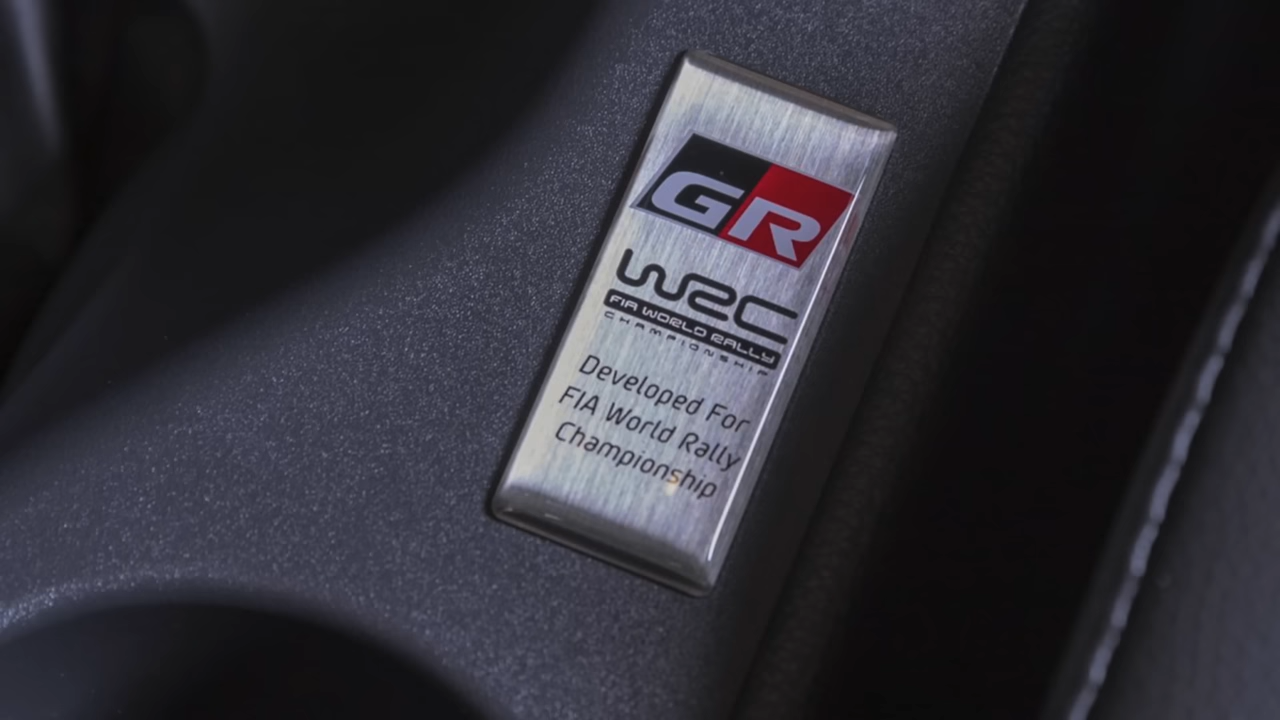 GR
WRC
FIA WORLD RALLY
CHAMPIONSHIP
Developed For
FIA World Rally
Championship